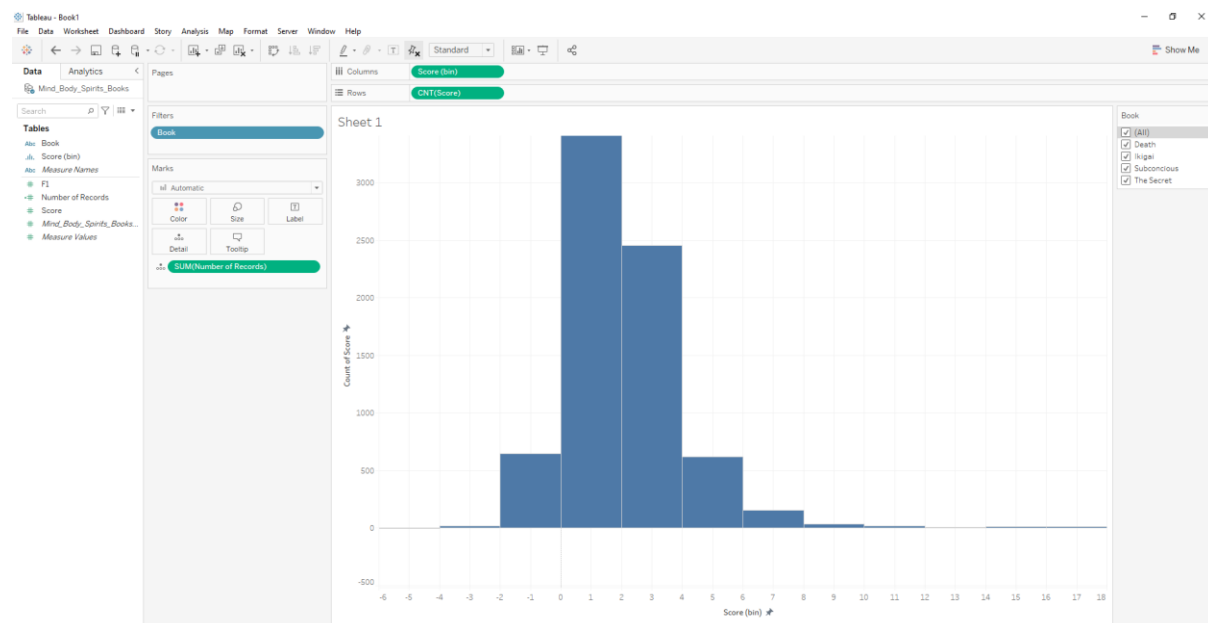 Tableau - Book1
File Data Worksheet Dashboard Story Analysis Map Format Server Window Help
Standard
Show Me
Data Analytics
Mind_Body_Spirits_Books
Search
Tables
Abc Book
Score (bin)
Abc Measure Names
# F1
=# Number of Records
# Score
# Mind_Body_Spirits_Books...
# Measure Values
Pages
Filters
Book
Marks
Automatic
Color Size Label
Detail Tooltip
SUM(Number of Records)
Columns Score (bin)
Rows CNT(Score)
Sheet 1
Count of Score
3000
2500
2000
1500
1000
500
0
-500
-6 -5 -4 -3 -2 -1 0 1 2 3 4 5 6 7 8 9 10 11 12 13 14 15 16 17 18
Score (bin)
Book
(All)
Death
Ikigai
Subconcious
The Secret